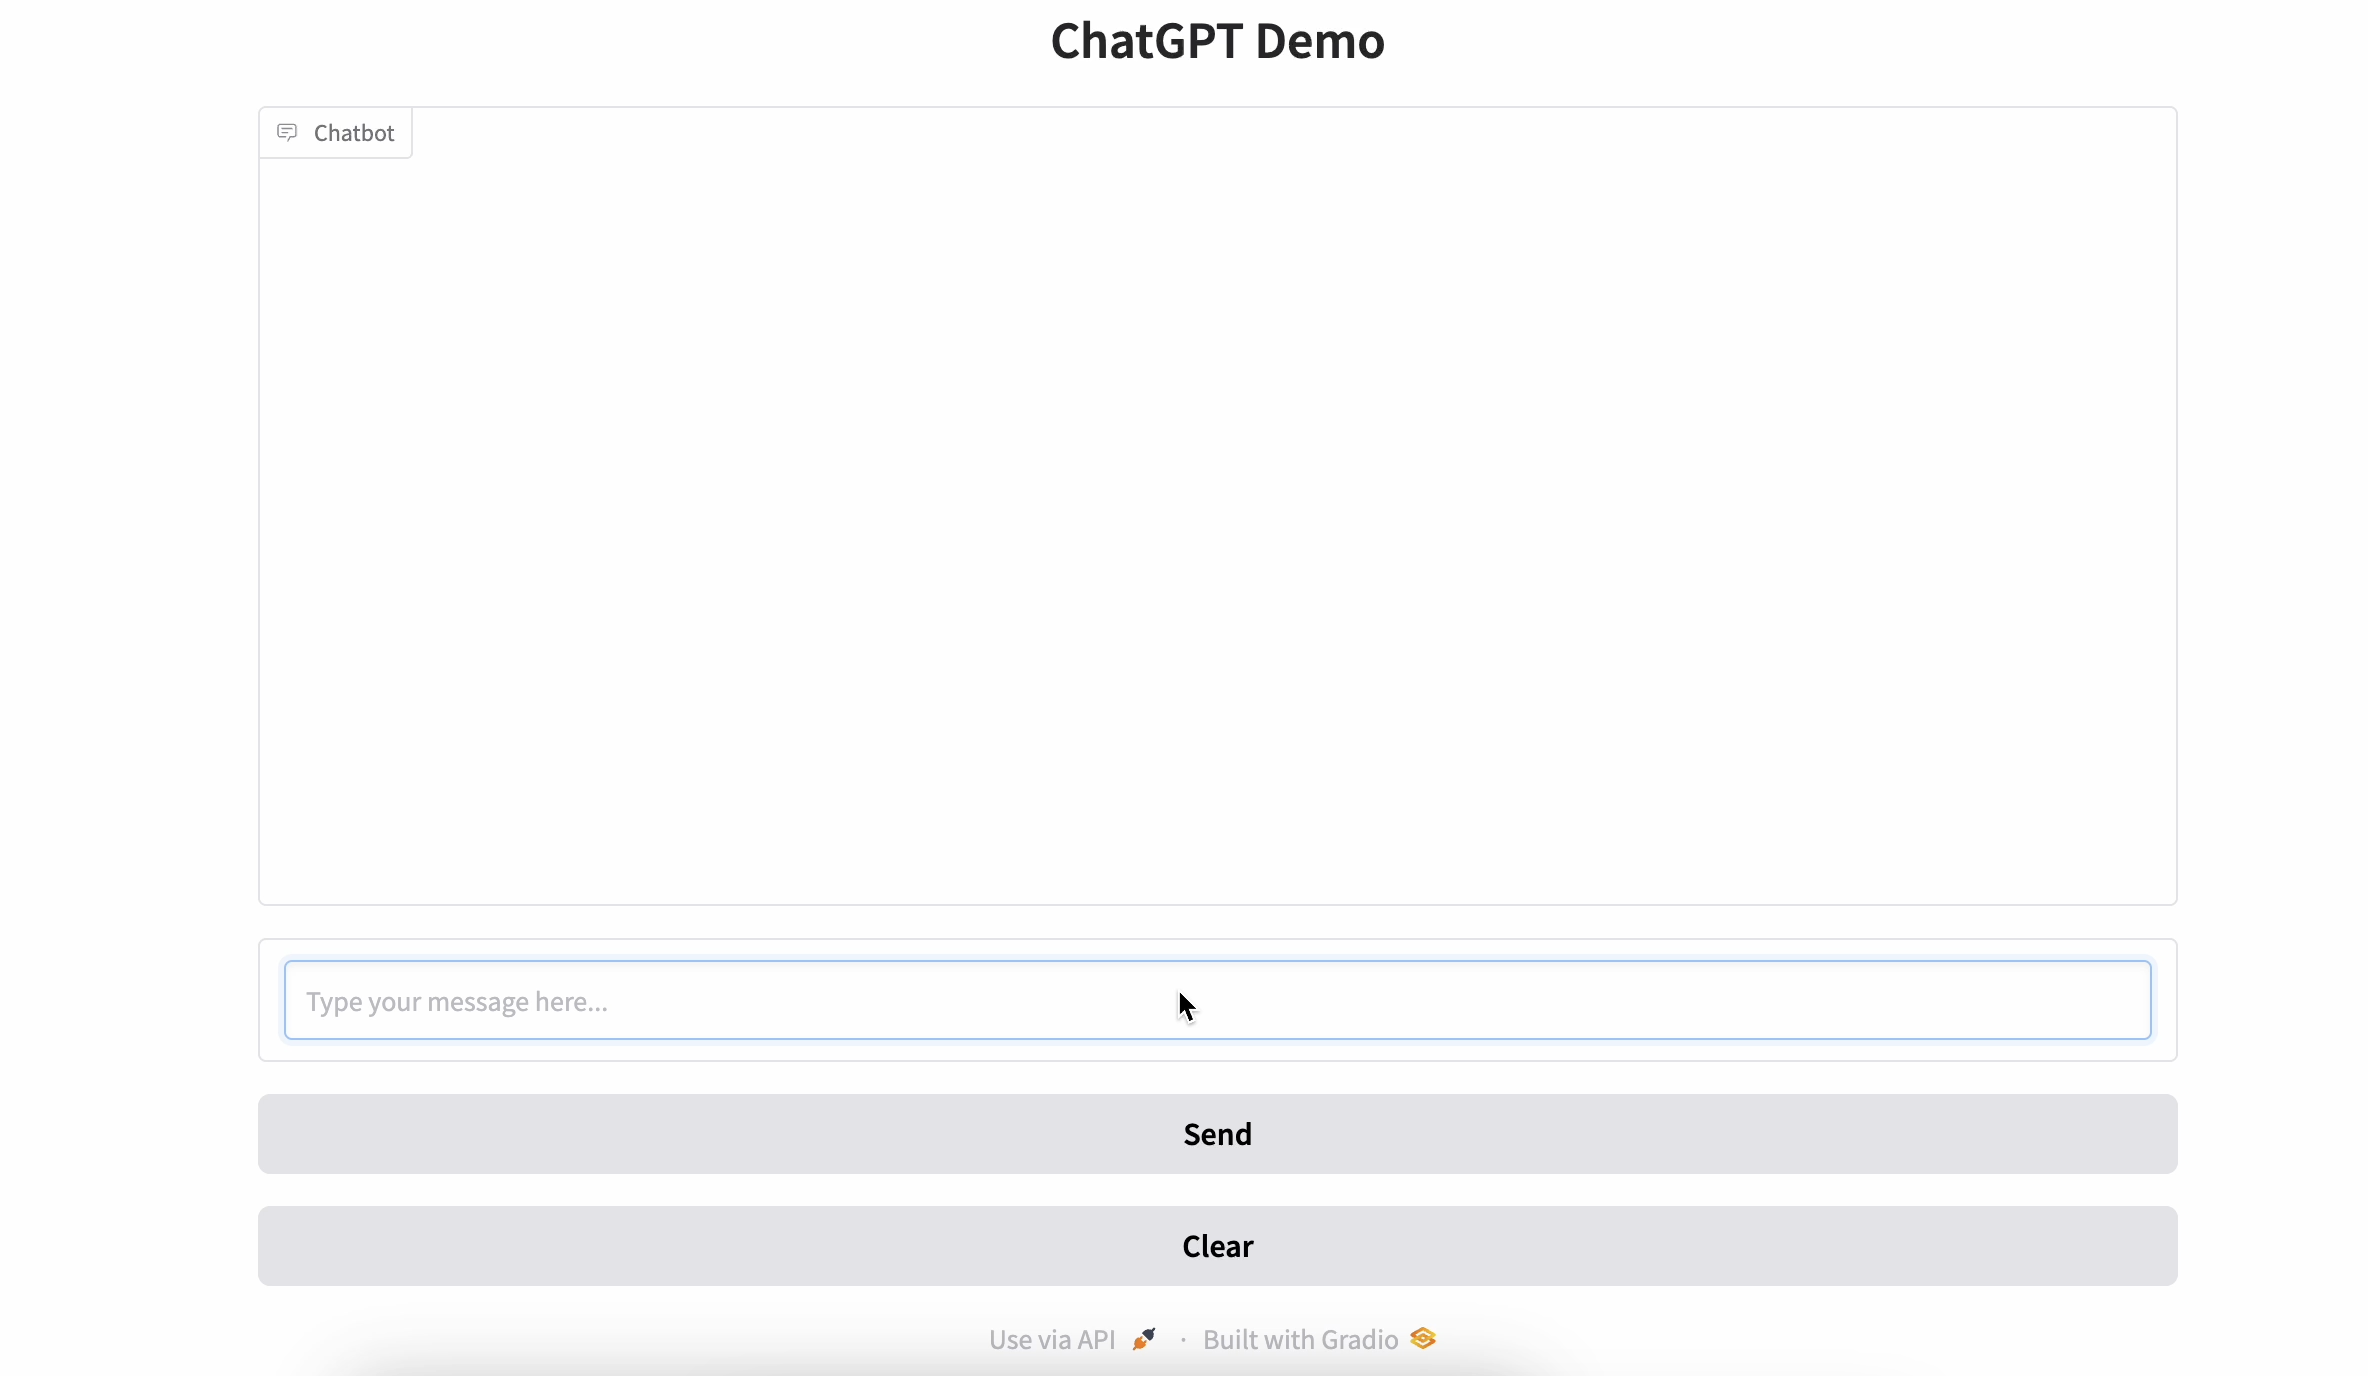 ChatGPT Demo
Chatbot
Type your message here...
Send
Clear
Use via API · Built with Gradio